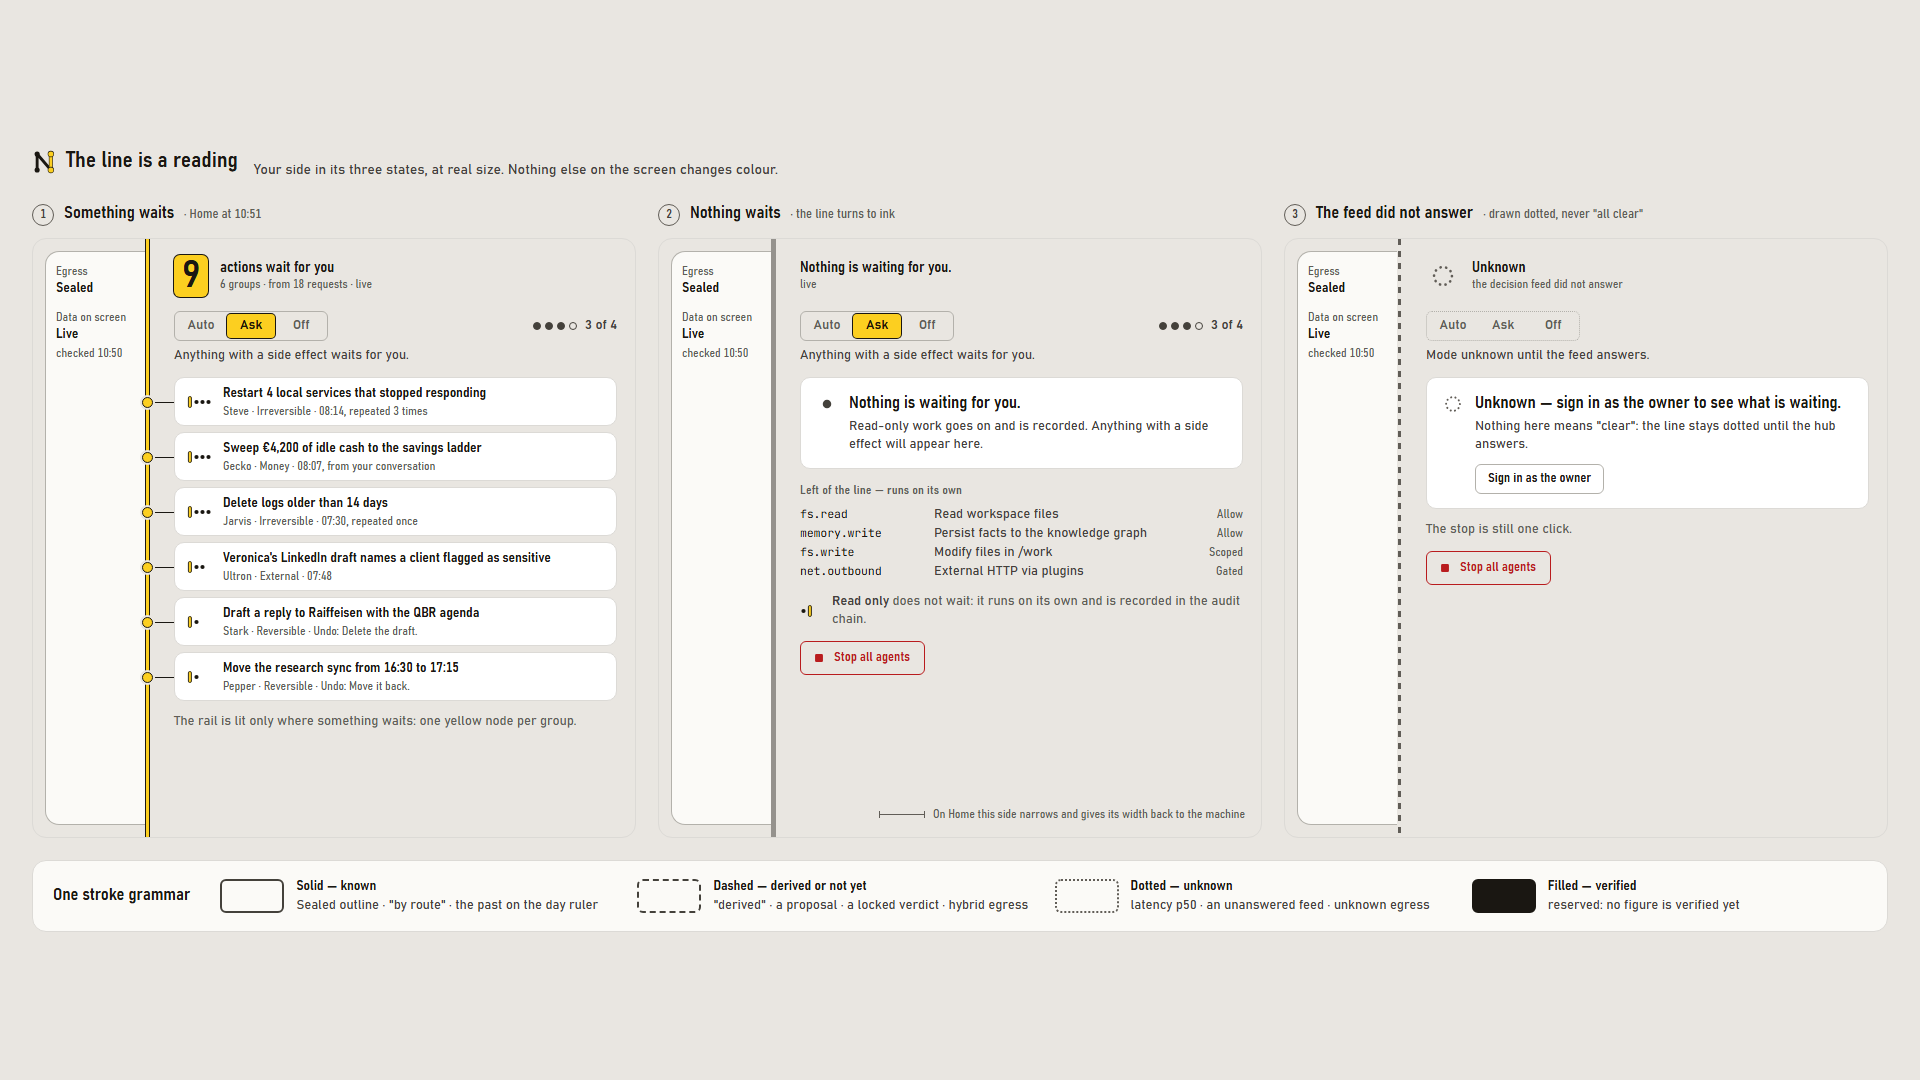 The line is a reading
Your side in its three states, at real size. Nothing else on the screen changes colour.
1 Something waits · Home at 10:51
Egress
Sealed
Data on screen
Live
checked 10:50
9 actions wait for you
6 groups · from 18 requests · live
Auto Ask Off 3 of 4
Anything with a side effect waits for you.
Restart 4 local services that stopped responding
Steve · Irreversible · 08:14, repeated 3 times
Sweep €4,200 of idle cash to the savings ladder
Gecko · Money · 08:07, from your conversation
Delete logs older than 14 days
Jarvis · Irreversible · 07:30, repeated once
Veronica's LinkedIn draft names a client flagged as sensitive
Ultron · External · 07:48
Draft a reply to Raiffeisen with the QBR agenda
Stark · Reversible · Undo: Delete the draft.
Move the research sync from 16:30 to 17:15
Pepper · Reversible · Undo: Move it back.
The rail is lit only where something waits: one yellow node per group.
2 Nothing waits · the line turns to ink
Egress
Sealed
Data on screen
Live
checked 10:50
Nothing is waiting for you.
live
Auto Ask Off 3 of 4
Anything with a side effect waits for you.
Nothing is waiting for you.
Read-only work goes on and is recorded. Anything with a side
effect will appear here.
Left of the line — runs on its own
fs.read Read workspace files Allow
memory.write Persist facts to the knowledge graph Allow
fs.write Modify files in /work Scoped
net.outbound External HTTP via plugins Gated
Read only does not wait: it runs on its own and is recorded in the audit
chain.
Stop all agents
On Home this side narrows and gives its width back to the machine
3 The feed did not answer · drawn dotted, never "all clear"
Egress
Sealed
Data on screen
Live
checked 10:50
Unknown
the decision feed did not answer
Auto Ask Off
Mode unknown until the feed answers.
Unknown — sign in as the owner to see what is waiting.
Nothing here means "clear": the line stays dotted until the hub
answers.
Sign in as the owner
The stop is still one click.
Stop all agents
One stroke grammar
Solid — known
Sealed outline · "by route" · the past on the day ruler
Dashed — derived or not yet
"derived" · a proposal · a locked verdict · hybrid egress
Dotted — unknown
latency p50 · an unanswered feed · unknown egress
Filled — verified
reserved: no figure is verified yet